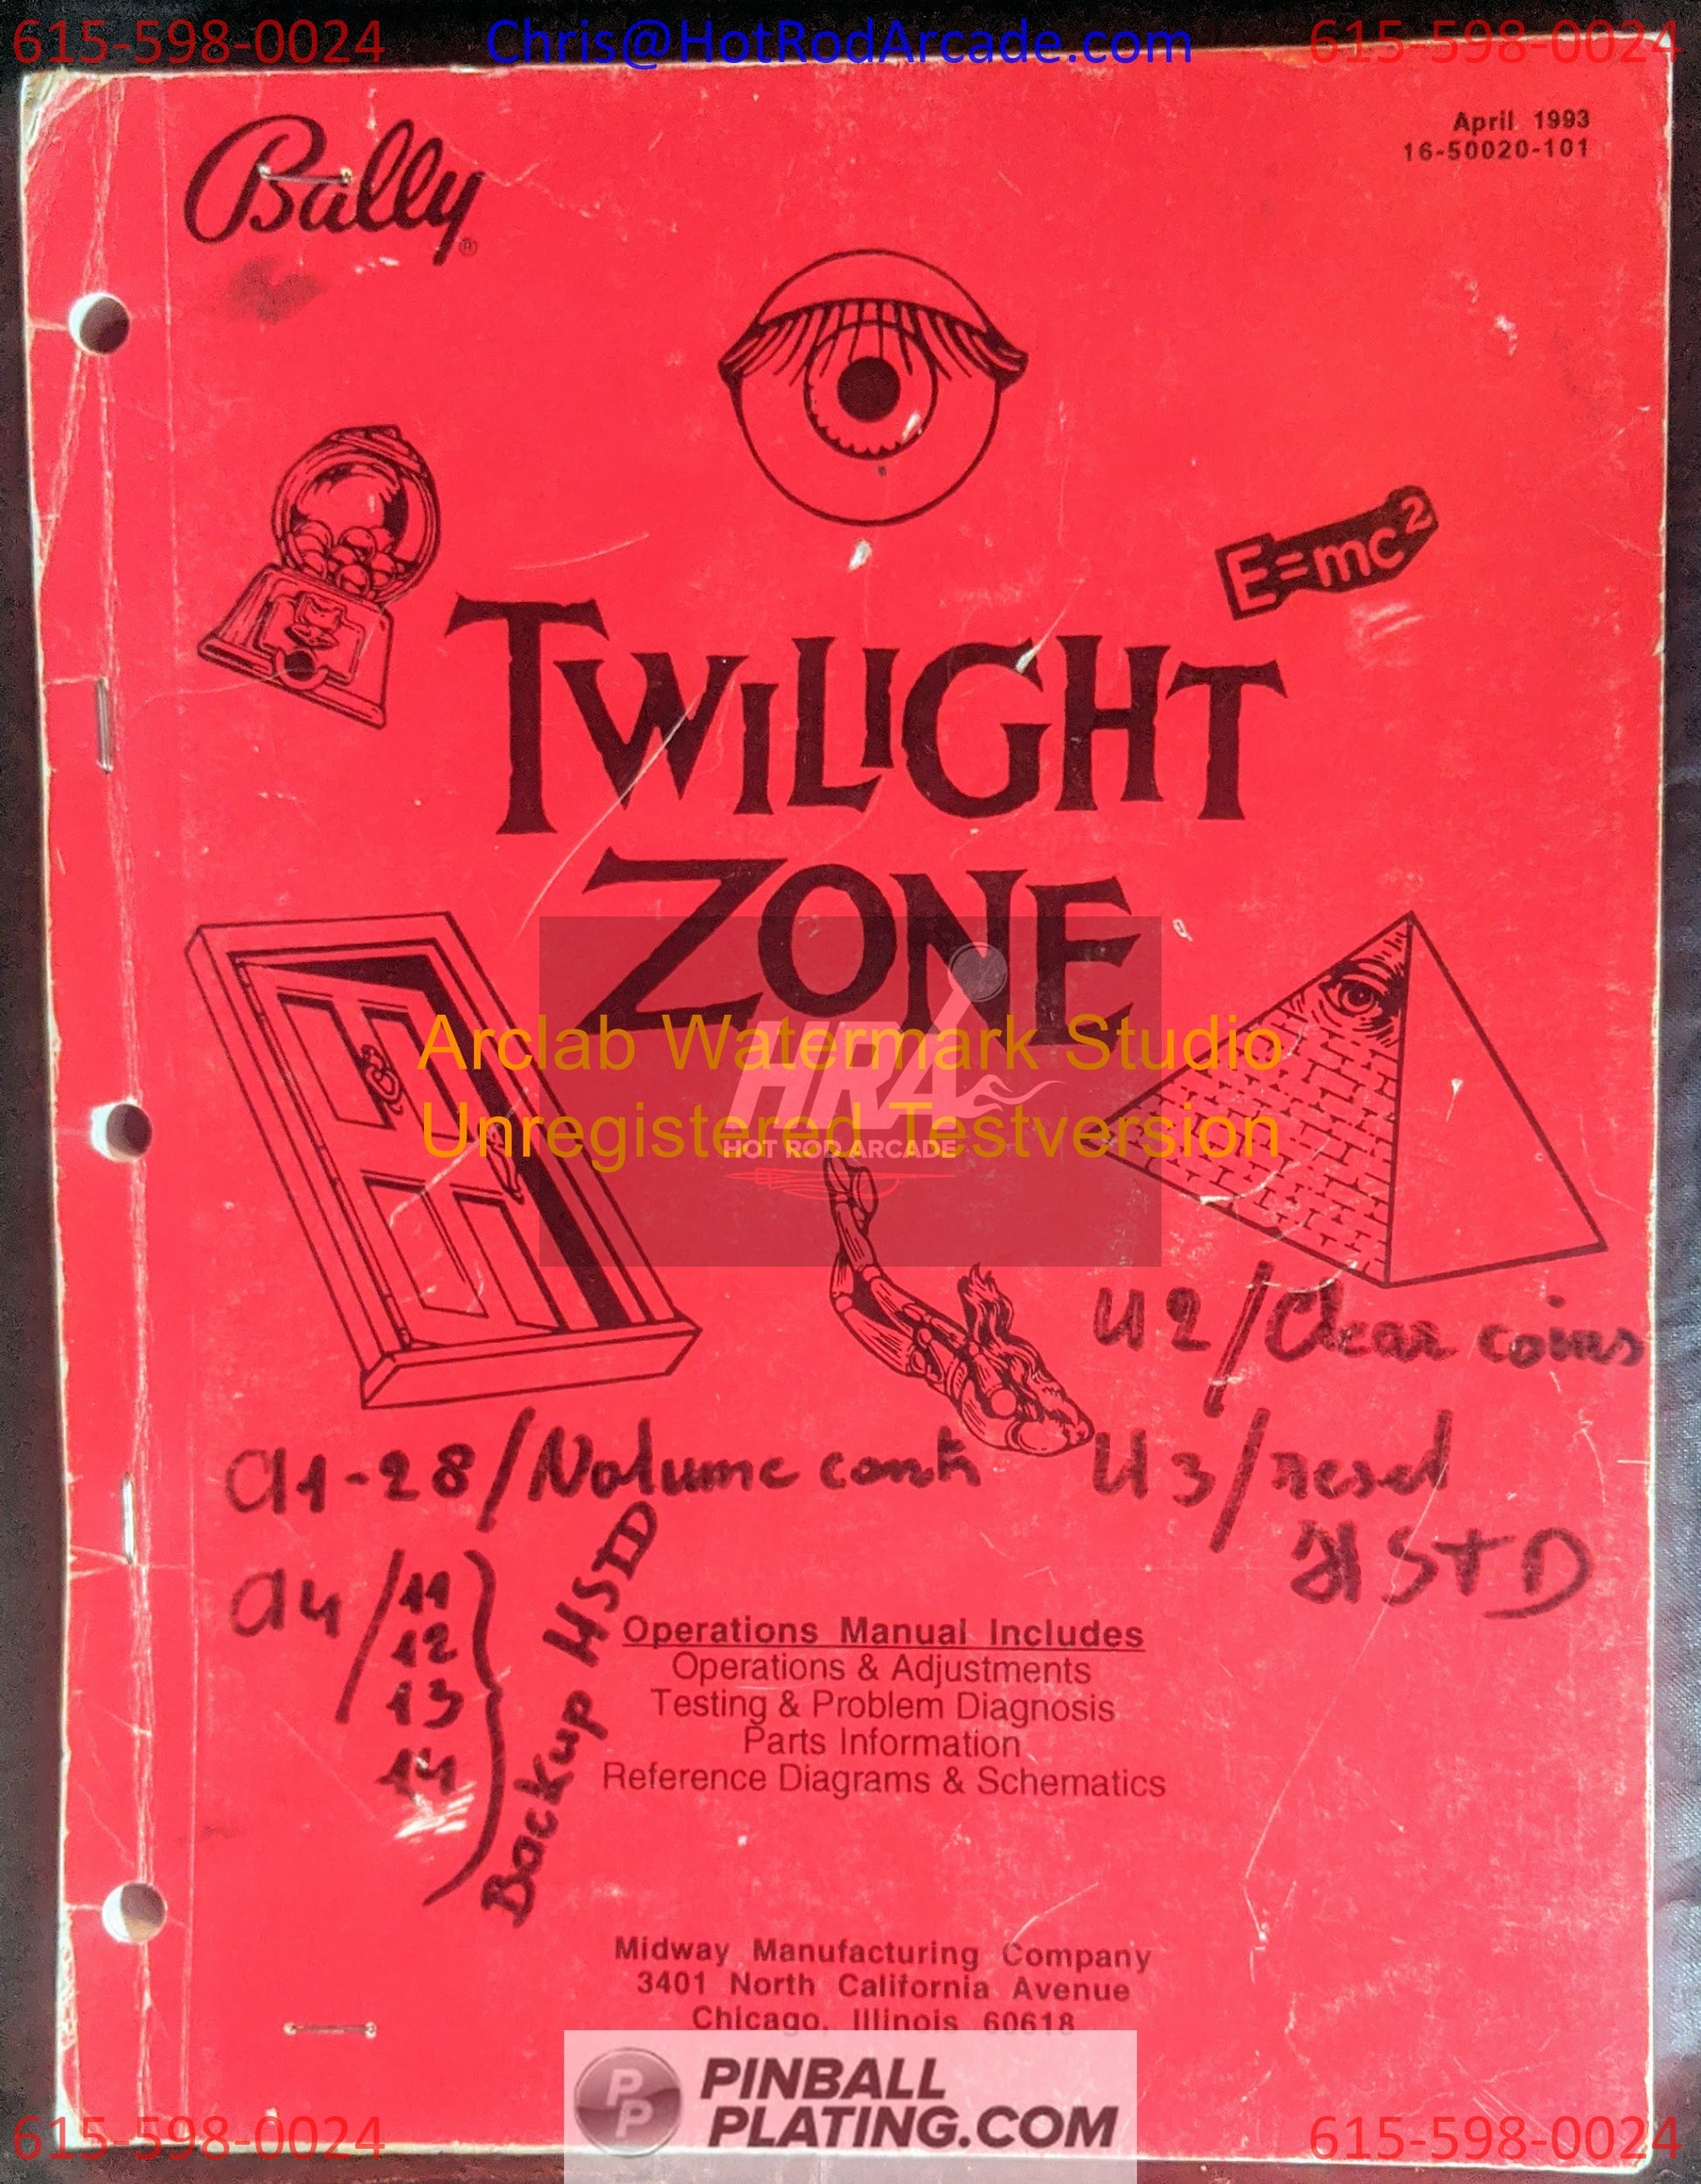 615-598-0024 Chris@HotRodArcade.com 615-598-0024
Bally®
April 1993
16-50020-101
E=mc²
TWILIGHT
ZONE
Arclab Watermark Studio
HRA
Unregistered Testversion
HOT ROD ARCADE
U2/Clear coins
A1-28/Volume cont
U3/reset
HSTD
A4/11
12
13
14
Backup HSTD
Operations Manual Includes
Operations & Adjustments
Testing & Problem Diagnosis
Parts Information
Reference Diagrams & Schematics
Midway Manufacturing Company
3401 North California Avenue
Chicago, Illinois 60618
PP PINBALL
PLATING.COM
615-598-0024 615-598-0024